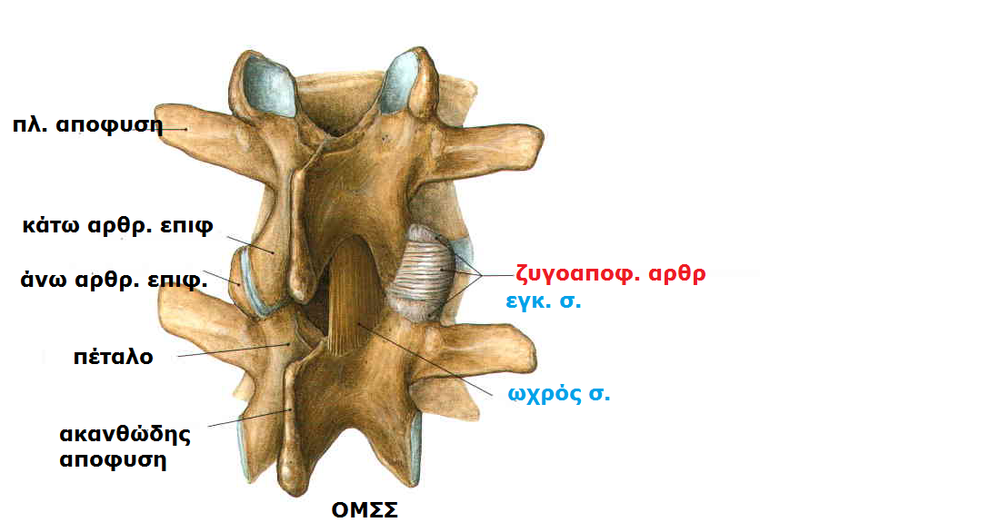 πλ. αποφυση
κάτω αρθρ. επιφ
άνω αρθρ. επιφ.
ζυγοαποφ. αρθρ
εγκ. σ.
πέταλο
ωχρός σ.
ακανθώδης
αποφυση
ΟΜΣΣ